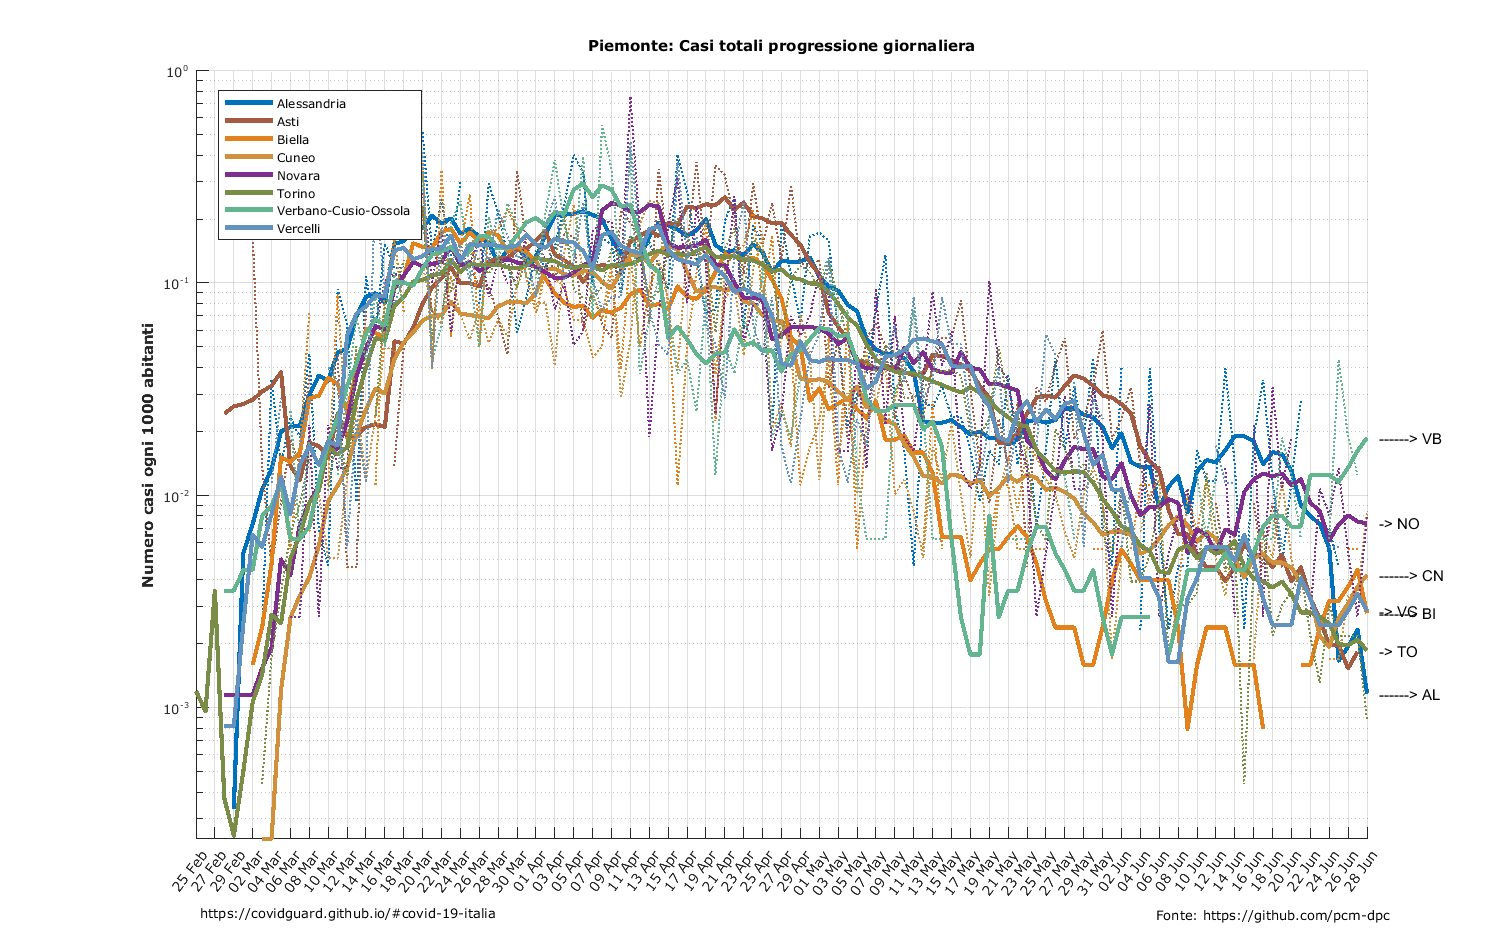 Piemonte: Casi totali progressione giornaliera
Numero casi ogni 1000 abitanti
10⁰
10⁻¹
10⁻²
10⁻³
Alessandria
Asti
Biella
Cuneo
Novara
Torino
Verbano-Cusio-Ossola
Vercelli
------> VB
-> NO
------> CN
-> VC
------> BI
-> TO
------> AL
25 Feb
27 Feb
29 Feb
02 Mar
04 Mar
06 Mar
08 Mar
10 Mar
12 Mar
14 Mar
16 Mar
18 Mar
20 Mar
22 Mar
24 Mar
26 Mar
28 Mar
30 Mar
01 Apr
03 Apr
05 Apr
07 Apr
09 Apr
11 Apr
13 Apr
15 Apr
17 Apr
19 Apr
21 Apr
23 Apr
25 Apr
27 Apr
29 Apr
01 May
03 May
05 May
07 May
09 May
11 May
13 May
15 May
17 May
19 May
21 May
23 May
25 May
27 May
29 May
31 May
02 Jun
04 Jun
06 Jun
08 Jun
10 Jun
12 Jun
14 Jun
16 Jun
18 Jun
20 Jun
22 Jun
24 Jun
26 Jun
28 Jun
https://covidguard.github.io/#covid-19-italia
Fonte: https://github.com/pcm-dpc